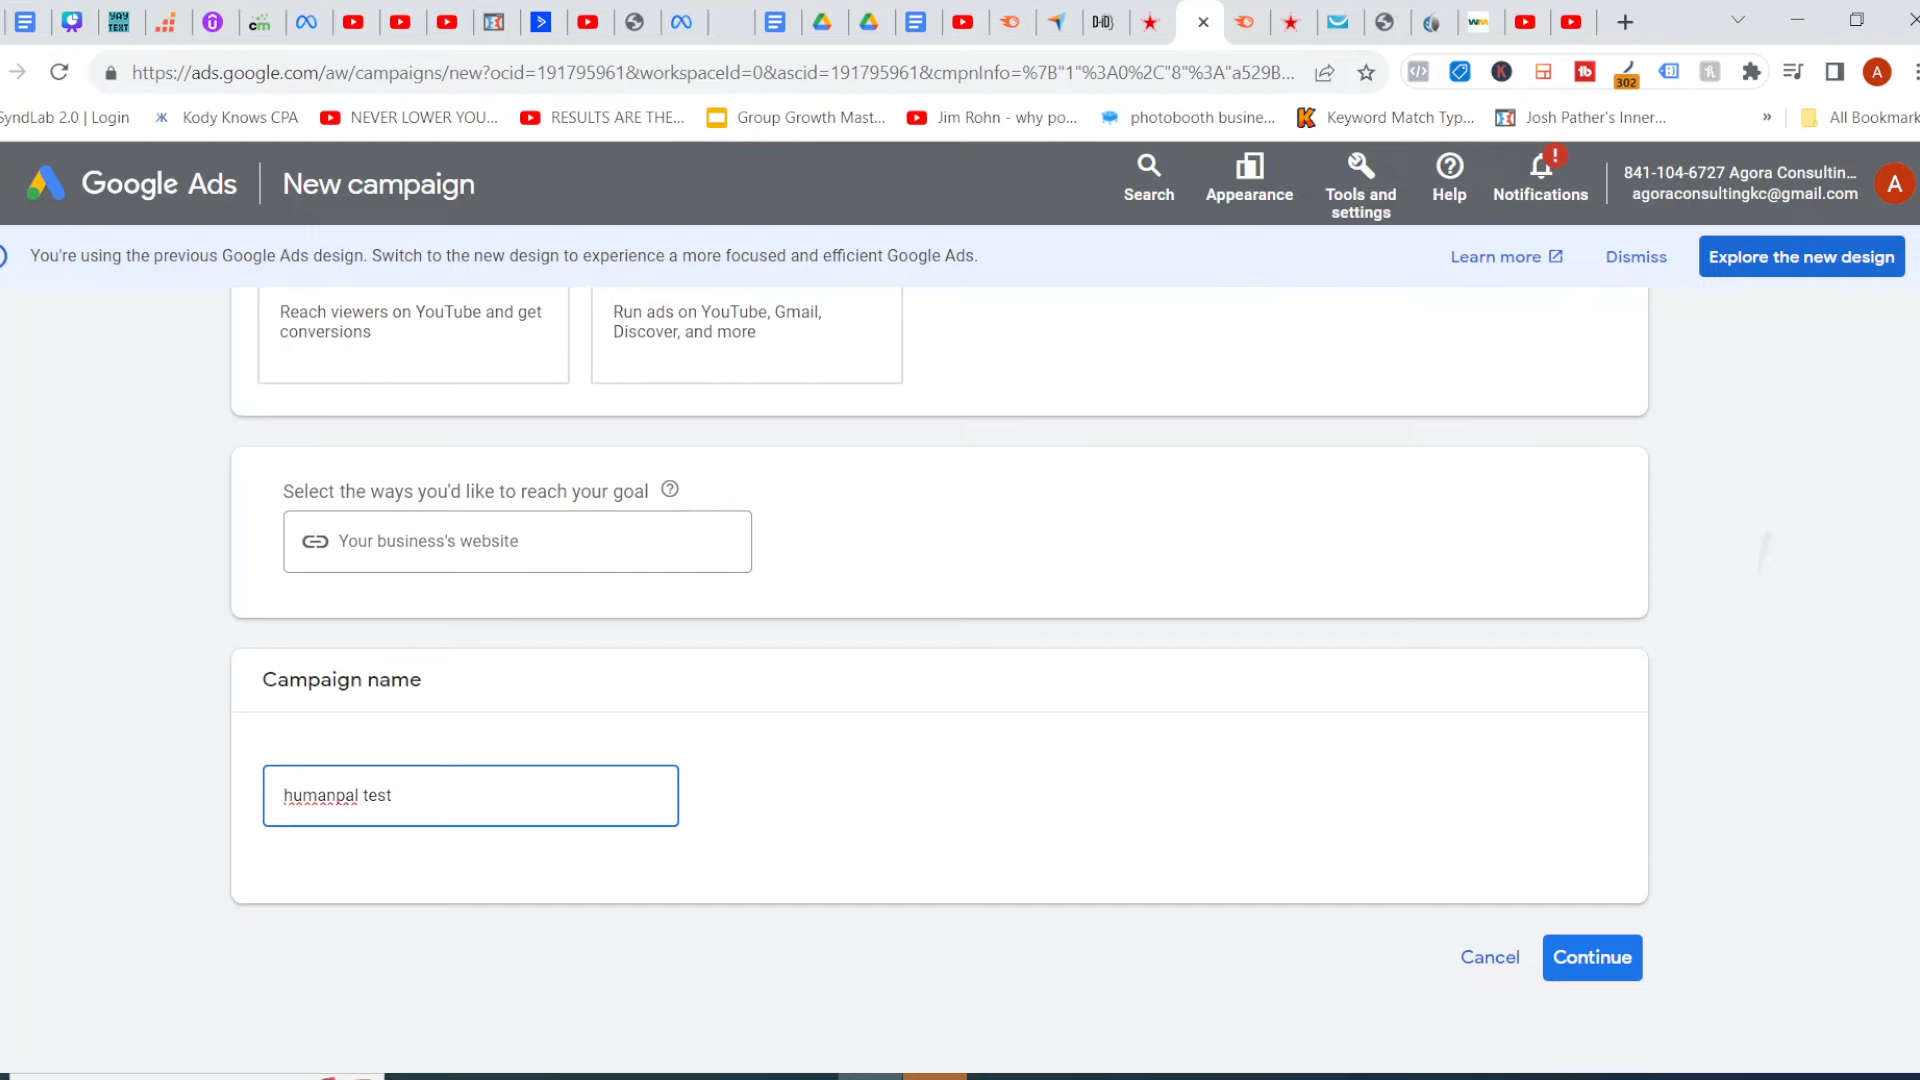 YAY
TEXT
cm
D-ID
https://ads.google.com/aw/campaigns/new?ocid=191795961&workspaceId=0&ascid=191795961&cmpnInfo=%7B"1"%3A0%2C"8"%3A"a529B...
302
A
SyndLab 2.0 | Login
Kody Knows CPA
NEVER LOWER YOU...
RESULTS ARE THE...
Group Growth Mast...
Jim Rohn - why po...
photobooth busine...
Keyword Match Typ...
Josh Pather's Inner...
»
All Bookmark
Google Ads
New campaign
Search
Appearance
Tools and
settings
Help
Notifications
841-104-6727 Agora Consultin...
agoraconsultingkc@gmail.com
A
You're using the previous Google Ads design. Switch to the new design to experience a more focused and efficient Google Ads.
Learn more
Dismiss
Explore the new design
Reach viewers on YouTube and get
conversions
Run ads on YouTube, Gmail,
Discover, and more
Select the ways you'd like to reach your goal
Your business's website
Campaign name
humanpal test
Cancel
Continue